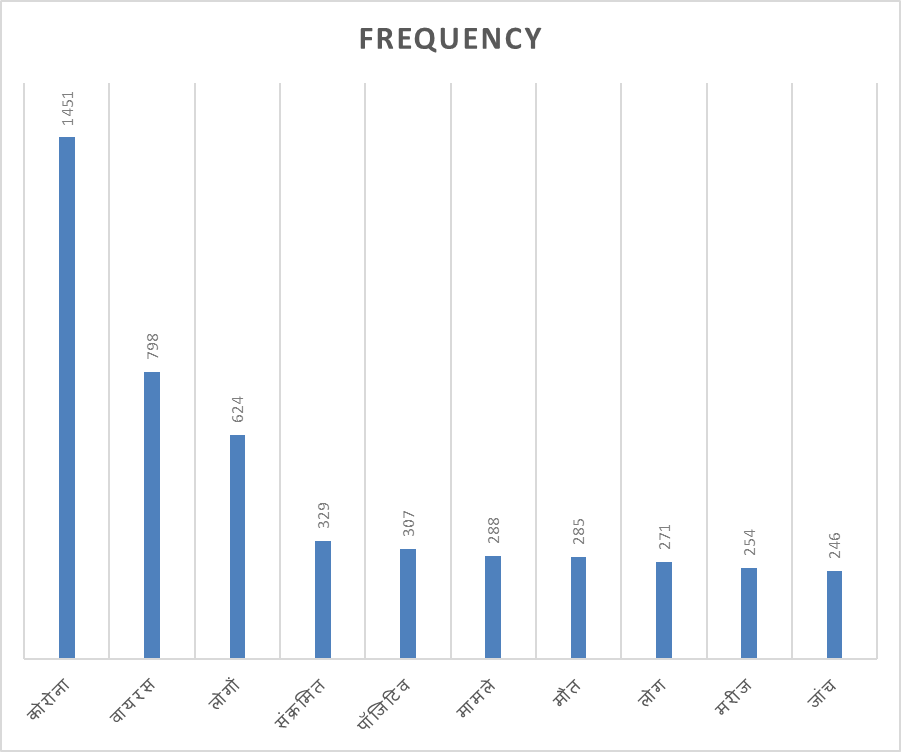 FREQUENCY
1451
798
624
329
307
288
285
271
254
246
कोरोना
वायरस
लोगों
संक्रमित
पॉजिटिव
मामले
मौत
लोग
मरीज
जांच